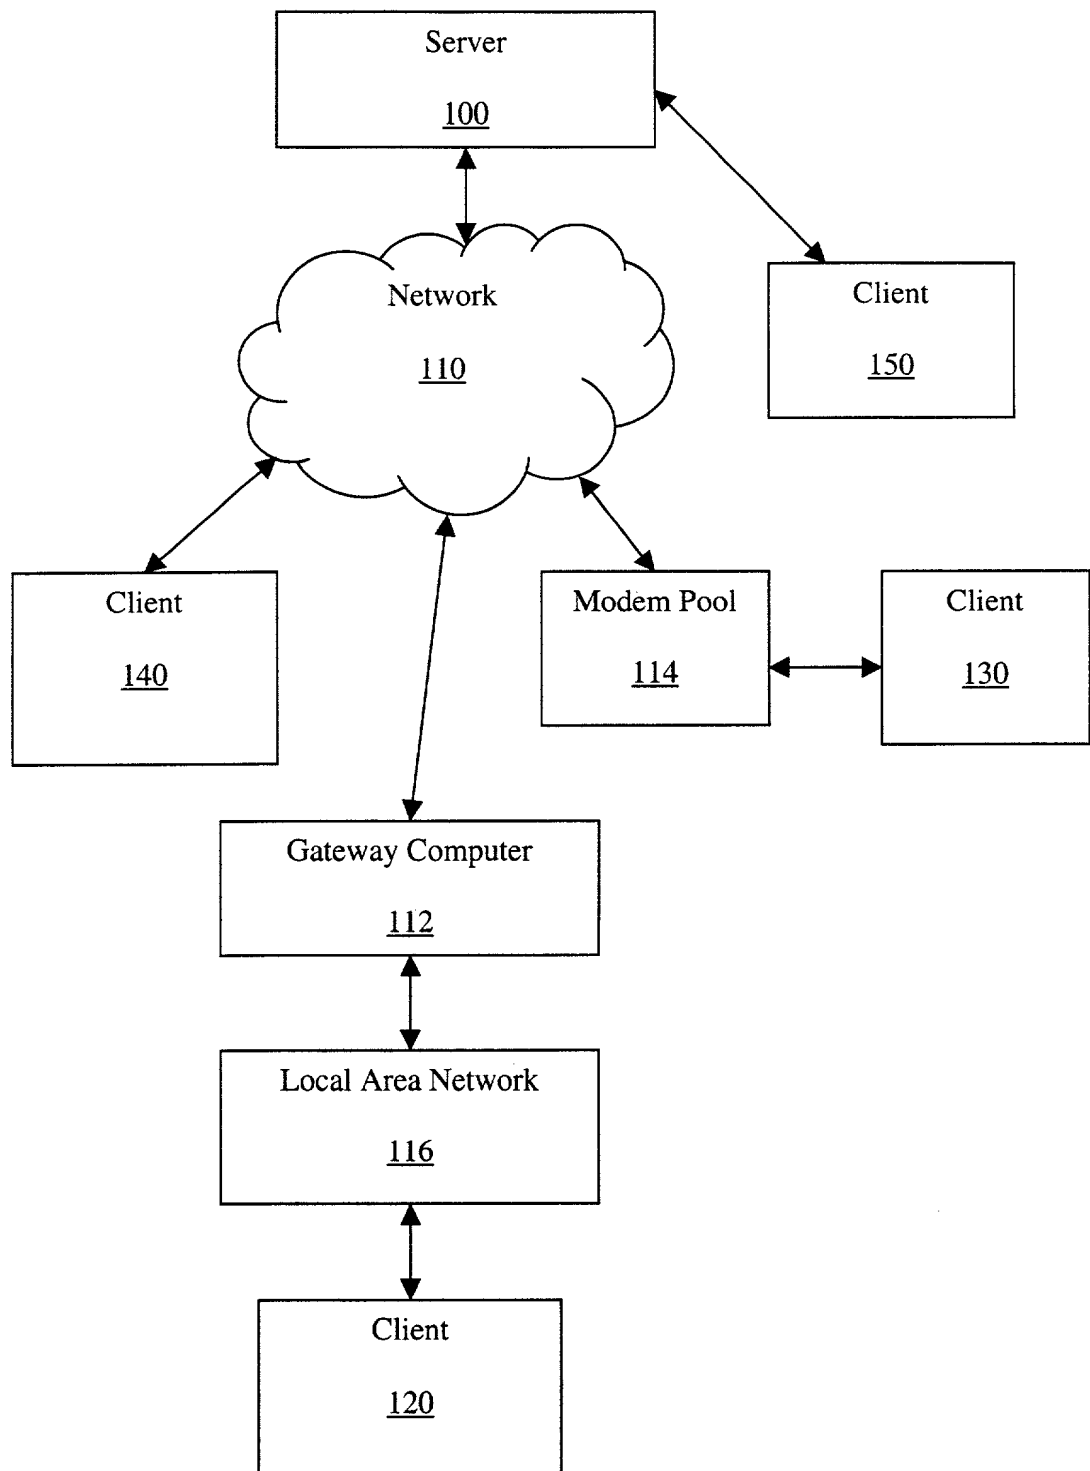 Server
100
Network
110
Client
150
Client
140
Modem Pool
114
Client
130
Gateway Computer
112
Local Area Network
116
Client
120